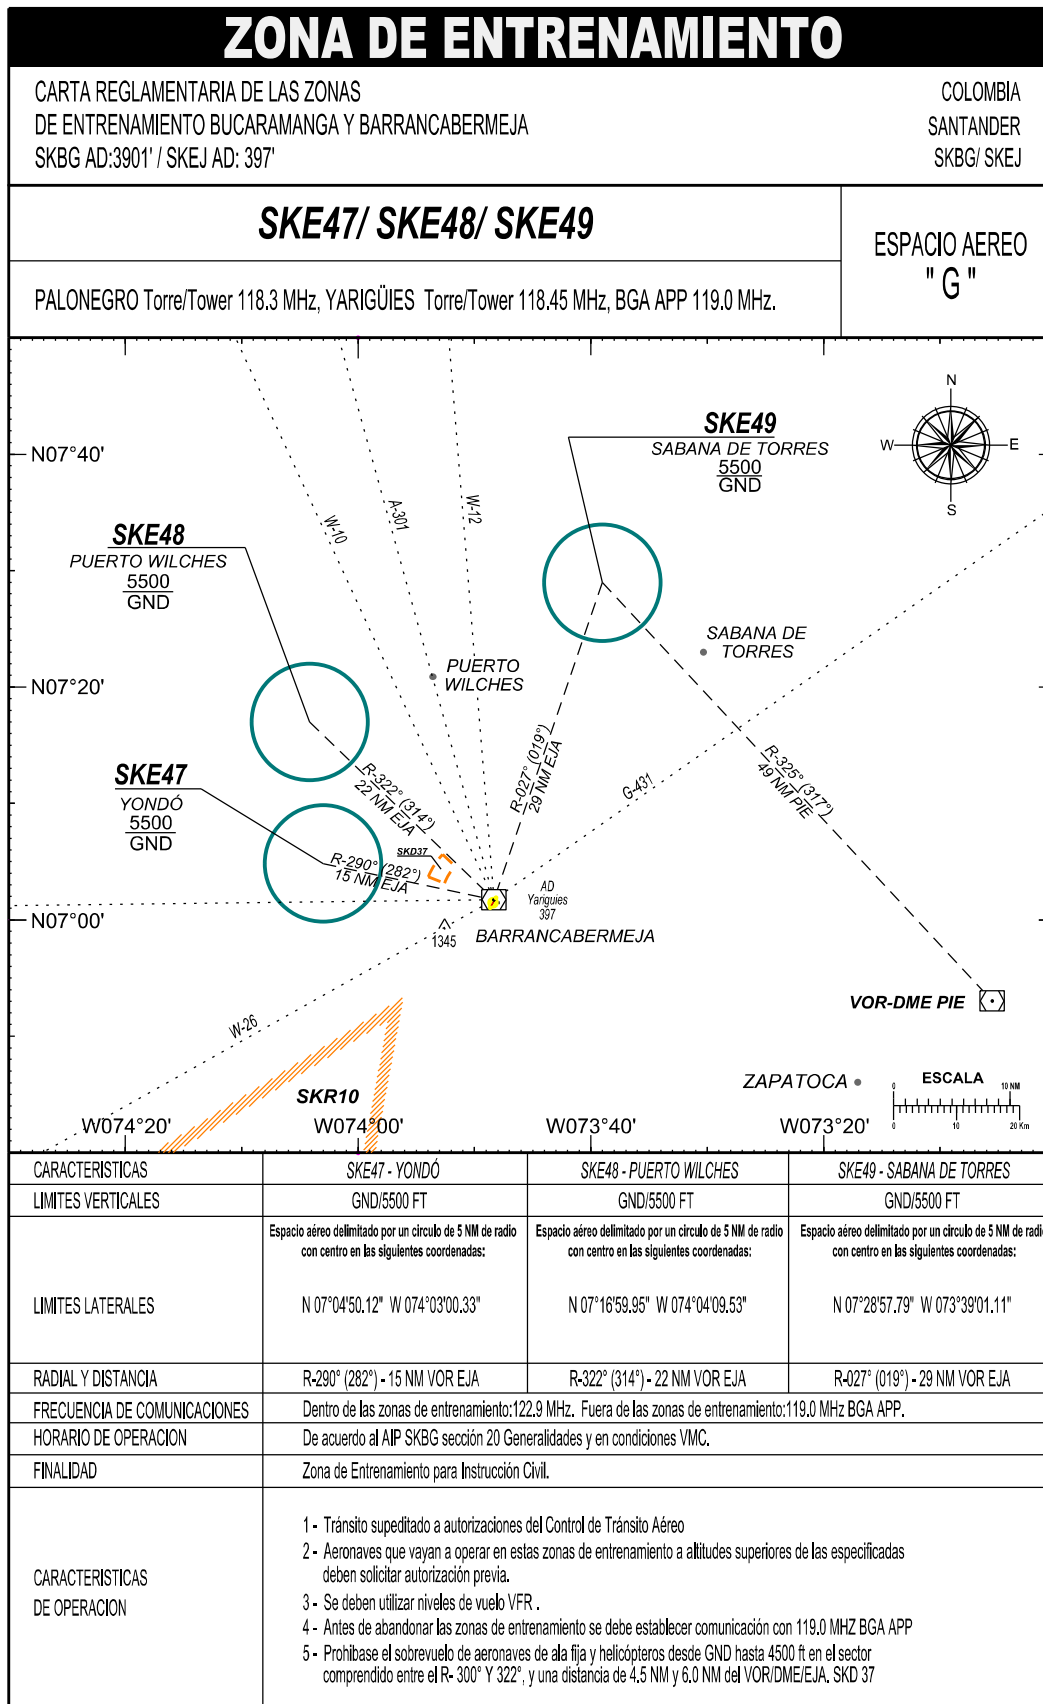 ZONA DE ENTRENAMIENTO
CARTA REGLAMENTARIA DE LAS ZONAS
DE ENTRENAMIENTO BUCARAMANGA Y BARRANCABERMEJA
SKBG AD:3901' / SKEJ AD: 397'
COLOMBIA
SANTANDER
SKBG/ SKEJ
SKE47/ SKE48/ SKE49
PALONEGRO Torre/Tower 118.3 MHz, YARIGÜIES Torre/Tower 118.45 MHz, BGA APP 119.0 MHz.
ESPACIO AEREO
" G "
N07°40'
N07°20'
N07°00'
W074°20'
W074°00'
W073°40'
W073°20'
N
W
E
S
SKE49
SABANA DE TORRES
5500
GND
SKE48
PUERTO WILCHES
5500
GND
SKE47
YONDÓ
5500
GND
W-10
A-301
W-12
PUERTO
WILCHES
SABANA DE
TORRES
R-322° (314°)
22 NM EJA
R-290° (282°)
15 NM EJA
R-027° (019°)
29 NM EJA
R-325° (317°)
49 NM PIE
G-431
SKD37
AD
Yariguies
397
BARRANCABERMEJA
1345
W-26
SKR10
VOR-DME PIE
ZAPATOCA
ESCALA
0
10 NM
0
10
20 Km
CARACTERISTICAS
SKE47 - YONDÓ
SKE48 - PUERTO WILCHES
SKE49 - SABANA DE TORRES
LIMITES VERTICALES
GND/5500 FT
GND/5500 FT
GND/5500 FT
LIMITES LATERALES
Espacio aéreo delimitado por un circulo de 5 NM de radio
con centro en las siguientes coordenadas:
N 07°04'50.12" W 074°03'00.33"
Espacio aéreo delimitado por un circulo de 5 NM de radio
con centro en las siguientes coordenadas:
N 07°16'59.95" W 074°04'09.53"
Espacio aéreo delimitado por un circulo de 5 NM de radio
con centro en las siguientes coordenadas:
N 07°28'57.79" W 073°39'01.11"
RADIAL Y DISTANCIA
R-290° (282°) - 15 NM VOR EJA
R-322° (314°) - 22 NM VOR EJA
R-027° (019°) - 29 NM VOR EJA
FRECUENCIA DE COMUNICACIONES
Dentro de las zonas de entrenamiento:122.9 MHz. Fuera de las zonas de entrenamiento:119.0 MHz BGA APP.
HORARIO DE OPERACION
De acuerdo al AIP SKBG sección 20 Generalidades y en condiciones VMC.
FINALIDAD
Zona de Entrenamiento para Instrucción Civil.
CARACTERISTICAS
DE OPERACION
1 - Tránsito supeditado a autorizaciones del Control de Tránsito Aéreo
2 - Aeronaves que vayan a operar en estas zonas de entrenamiento a altitudes superiores de las especificadas
deben solicitar autorización previa.
3 - Se deben utilizar niveles de vuelo VFR .
4 - Antes de abandonar las zonas de entrenamiento se debe establecer comunicación con 119.0 MHZ BGA APP
5 - Prohibase el sobrevuelo de aeronaves de ala fija y helicópteros desde GND hasta 4500 ft en el sector
comprendido entre el R- 300° Y 322°, y una distancia de 4.5 NM y 6.0 NM del VOR/DME/EJA. SKD 37